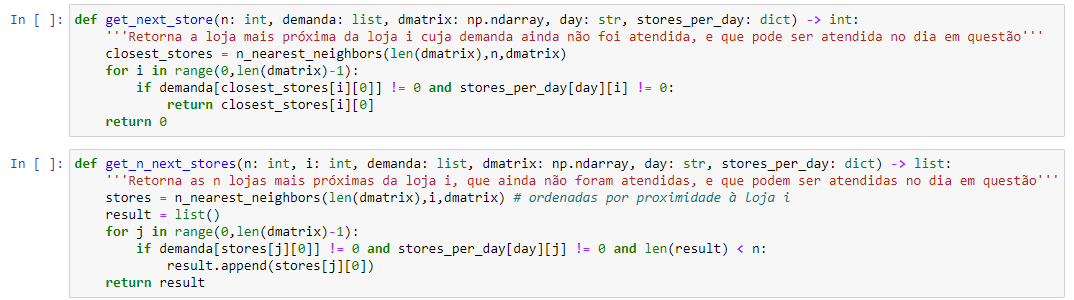 In [ ]: def get_next_store(n: int, demanda: list, dmatrix: np.ndarray, day: str, stores_per_day: dict) -> int:
    '''Retorna a loja mais próxima da loja i cuja demanda ainda não foi atendida, e que pode ser atendida no dia em questão'''
    closest_stores = n_nearest_neighbors(len(dmatrix),n,dmatrix)
    for i in range(0,len(dmatrix)-1):
        if demanda[closest_stores[i][0]] != 0 and stores_per_day[day][i] != 0:
            return closest_stores[i][0]
    return 0
In [ ]: def get_n_next_stores(n: int, i: int, demanda: list, dmatrix: np.ndarray, day: str, stores_per_day: dict) -> list:
    '''Retorna as n lojas mais próximas da loja i, que ainda não foram atendidas, e que podem ser atendidas no dia em questão'''
    stores = n_nearest_neighbors(len(dmatrix),i,dmatrix) # ordenadas por proximidade à loja i
    result = list()
    for j in range(0,len(dmatrix)-1):
        if demanda[stores[j][0]] != 0 and stores_per_day[day][j] != 0 and len(result) < n:
            result.append(stores[j][0])
    return result